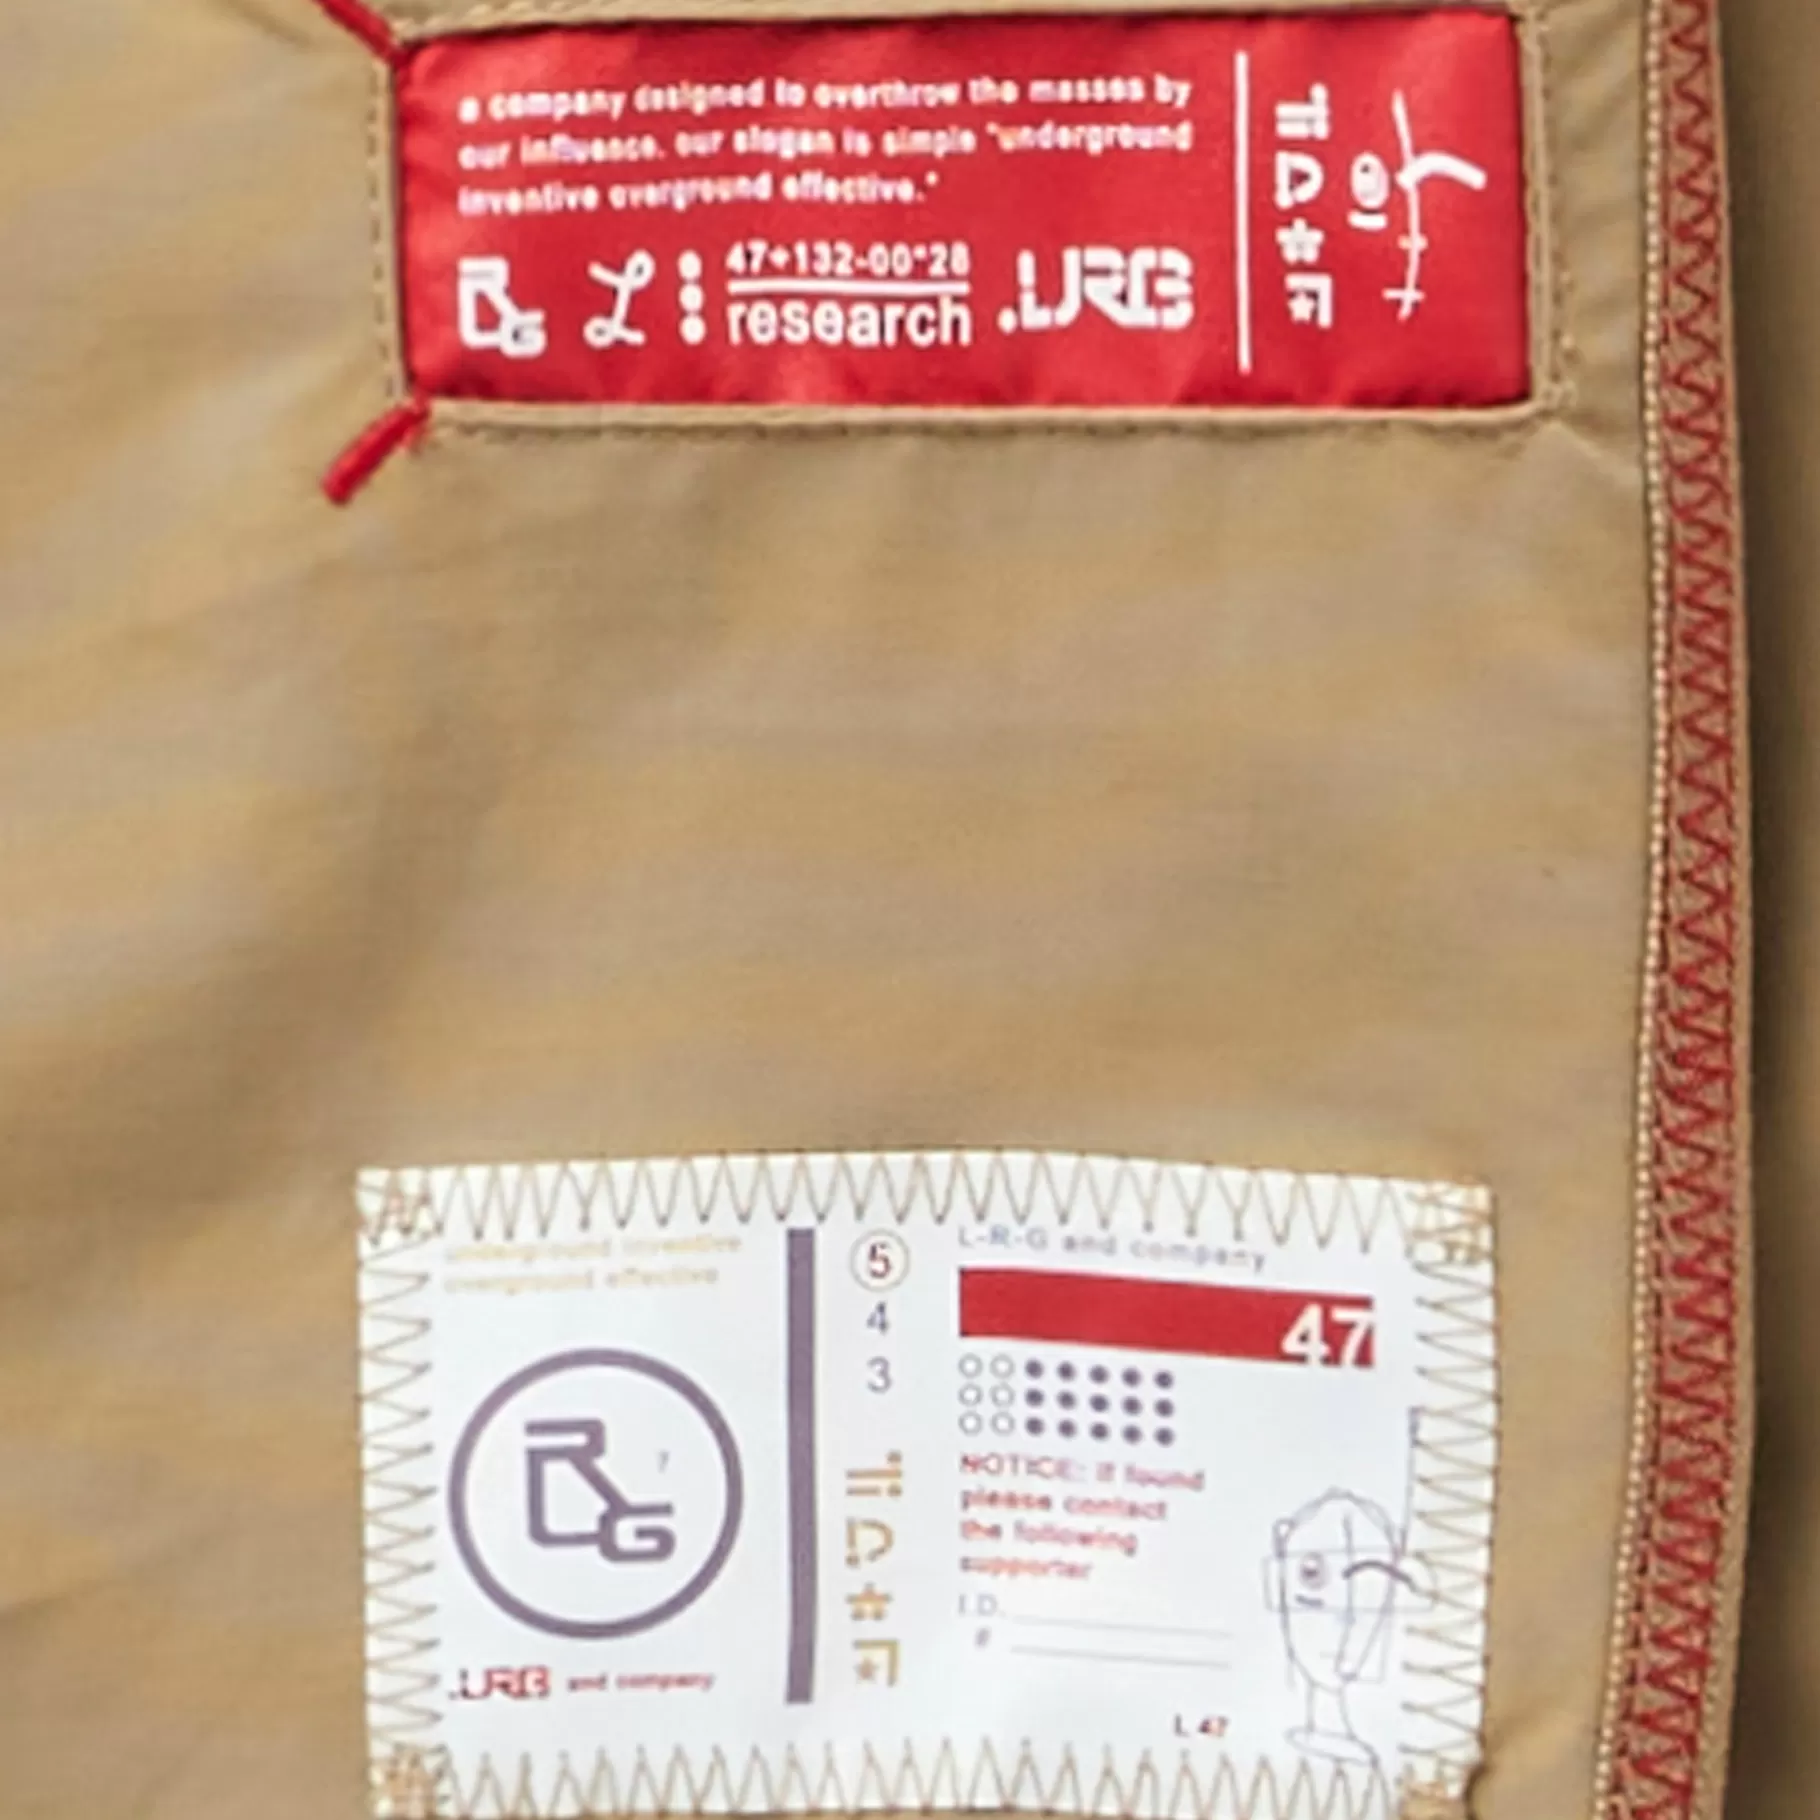 a company designed to overthrow the masses by
our influence. our slogan is simple "underground
inventive overground effective."
47+132-00*28
research
underground inventive
overground effective
5
4
3
L-R-G and company
47
NOTICE: If found
please contact
the following
supporter
I.D.
#
and company
L 47